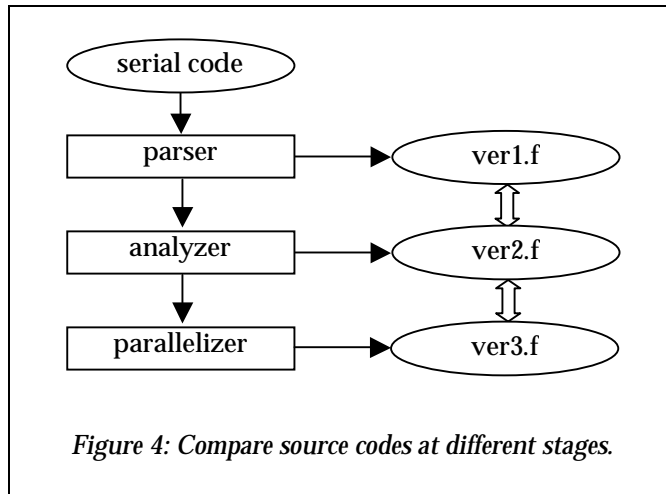 serial code
parser
ver1.f
analyzer
ver2.f
parallelizer
ver3.f
Figure 4: Compare source codes at different stages.